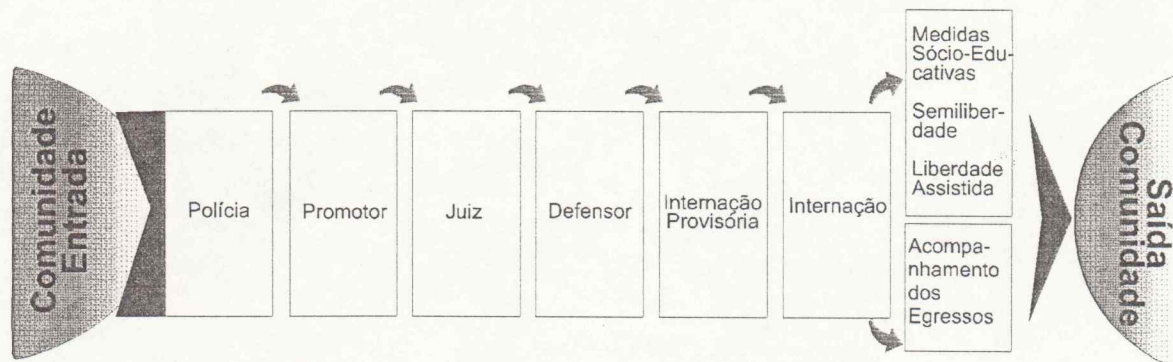 Comunidade
Entrada
Polícia
Promotor
Juiz
Defensor
Internação
Provisória
Internação
Medidas
Sócio-Edu-
cativas
Semiliber-
dade
Liberdade
Assistida
Acompa-
nhamento
dos
Egressos
Saída
Comunidade